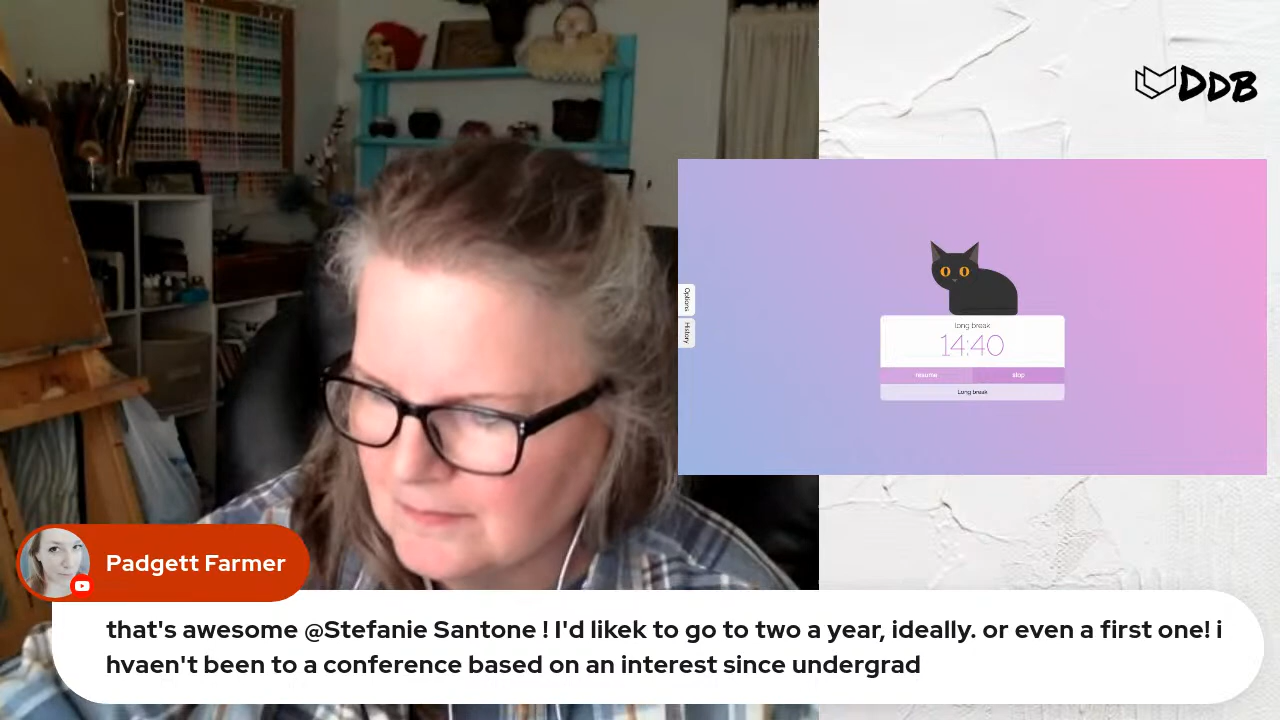 DDB
Options
History
long break
14:40
resume
stop
Long break
Padgett Farmer
that's awesome @Stefanie Santone ! I'd likek to go to two a year, ideally. or even a first one! i
hvaen't been to a conference based on an interest since undergrad